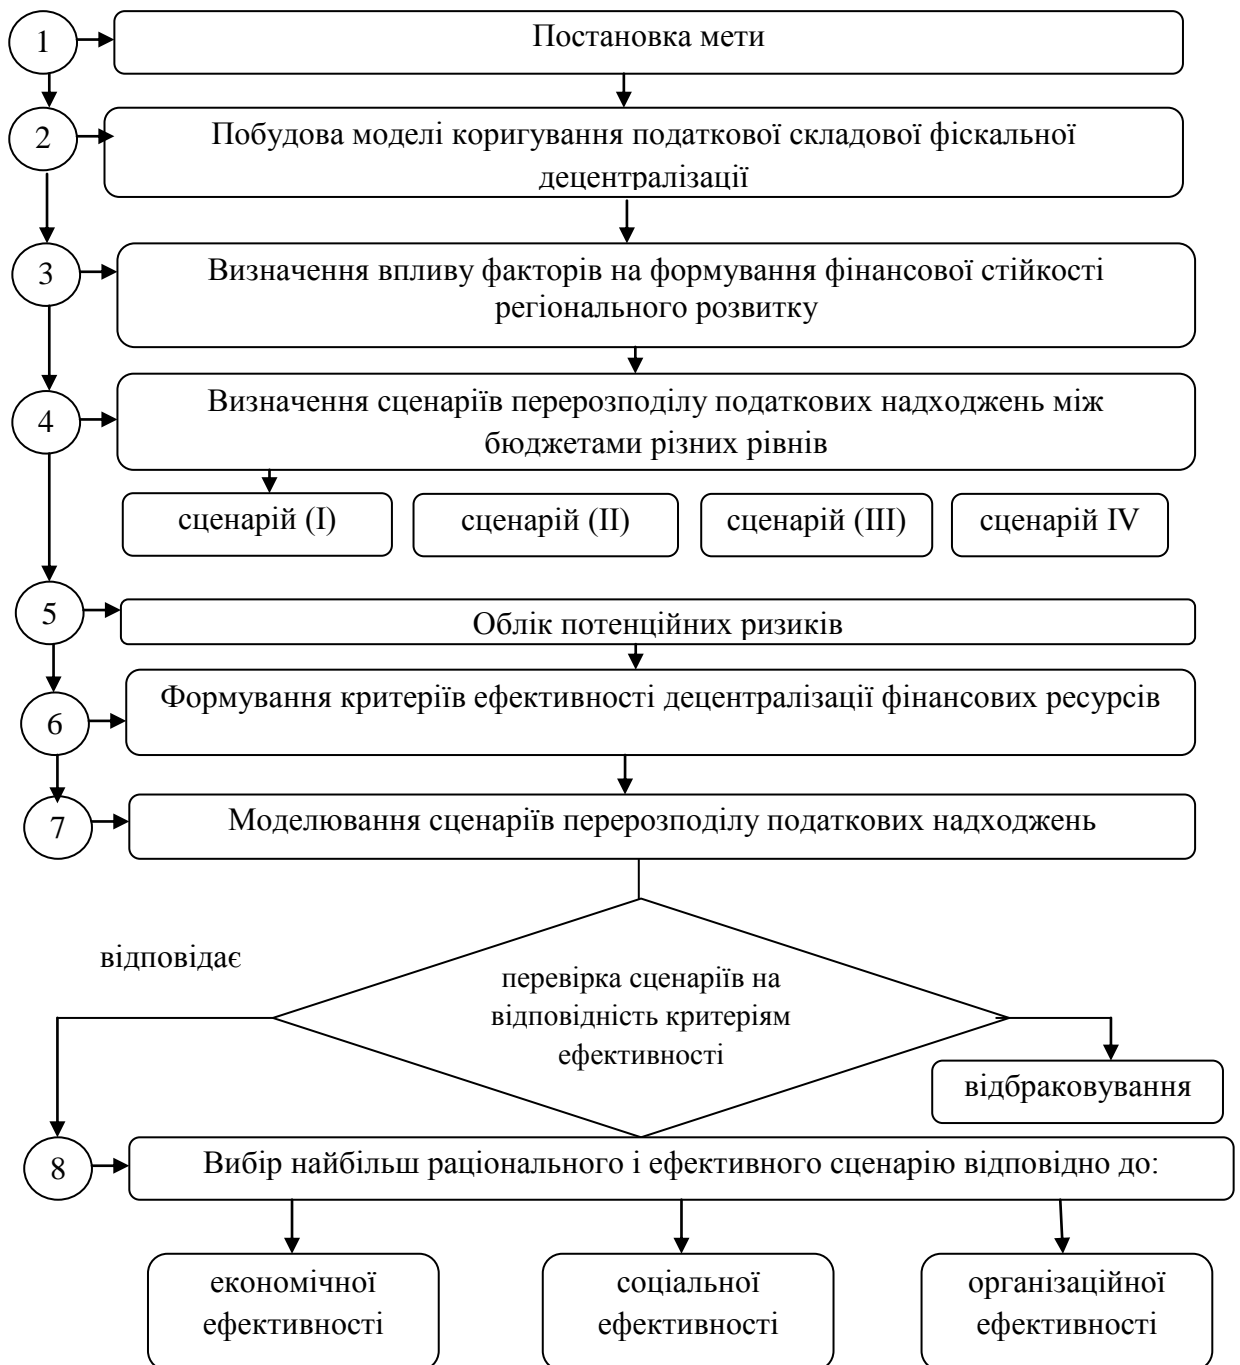 1
Постановка мети
2
Побудова моделі коригування податкової складової фіскальної
децентралізації
3
Визначення впливу факторів на формування фінансової стійкості
регіонального розвитку
4
Визначення сценаріїв перерозподілу податкових надходжень між
бюджетами різних рівнів
сценарій (I)
сценарій (II)
сценарій (III)
сценарій IV
5
Облік потенційних ризиків
6
Формування критеріїв ефективності децентралізації фінансових ресурсів
7
Моделювання сценаріїв перерозподілу податкових надходжень
відповідає
перевірка сценаріїв на
відповідність критеріям
ефективності
відбраковування
8
Вибір найбільш раціонального і ефективного сценарію відповідно до:
економічної
ефективності
соціальної
ефективності
організаційної
ефективності